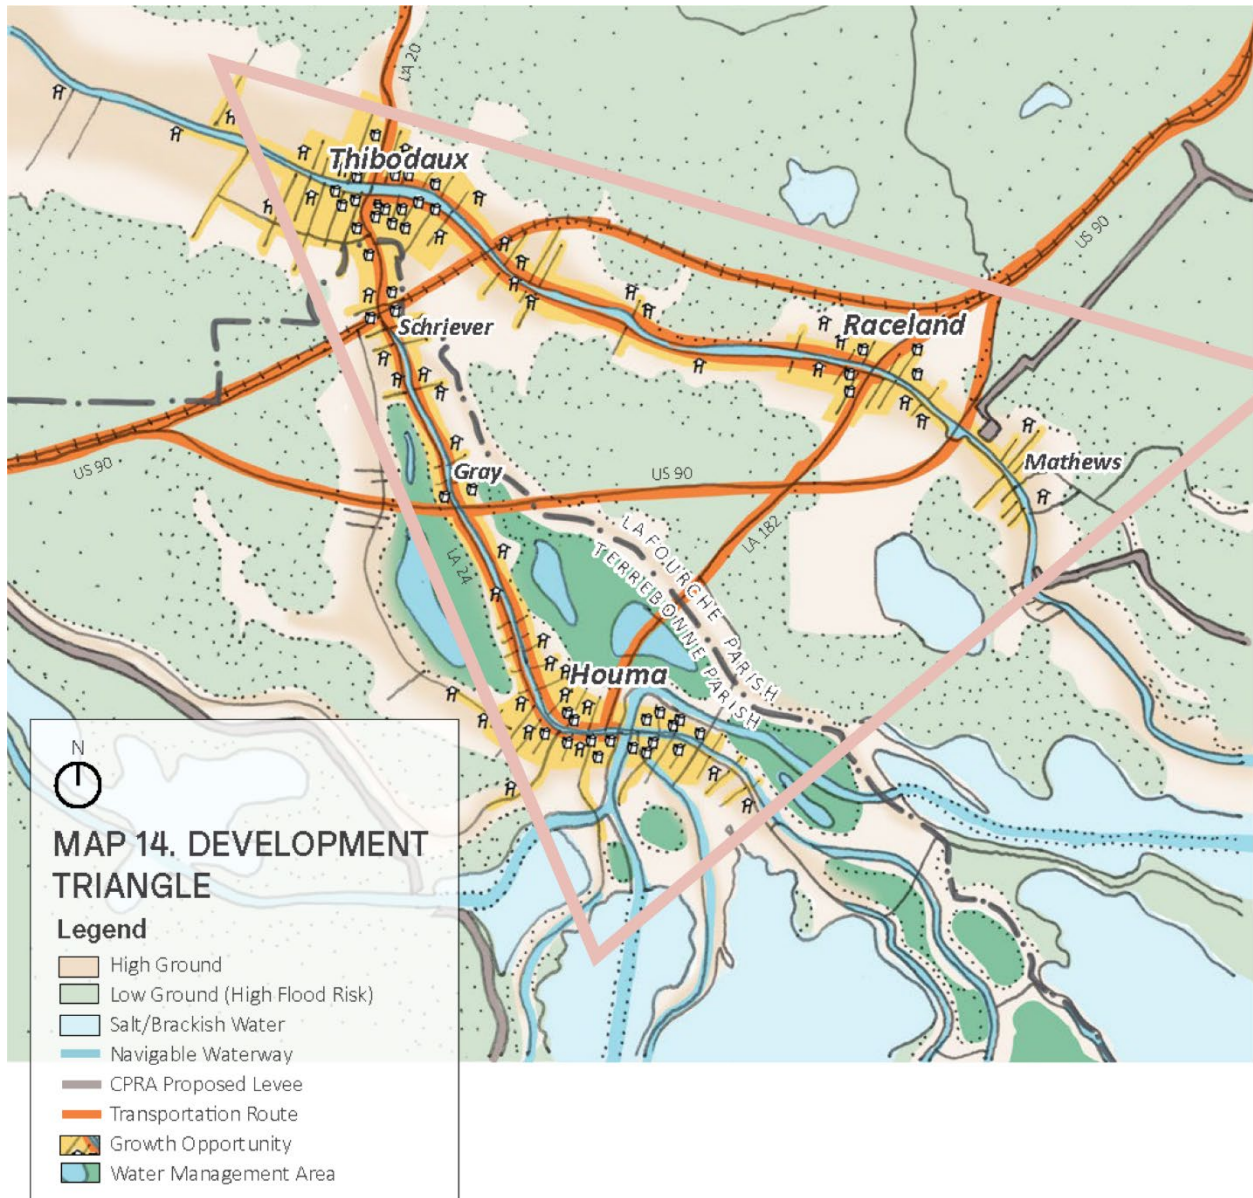 LA 20
Thibodaux
US 90
Schriever
Raceland
US 90
Gray
US 90
Mathews
LA 182
LA 24
LAFOURCHE PARISH
TERREBONNE PARISH
Houma
N
MAP 14. DEVELOPMENT
TRIANGLE
Legend
High Ground
Low Ground (High Flood Risk)
Salt/Brackish Water
Navigable Waterway
CPRA Proposed Levee
Transportation Route
Growth Opportunity
Water Management Area